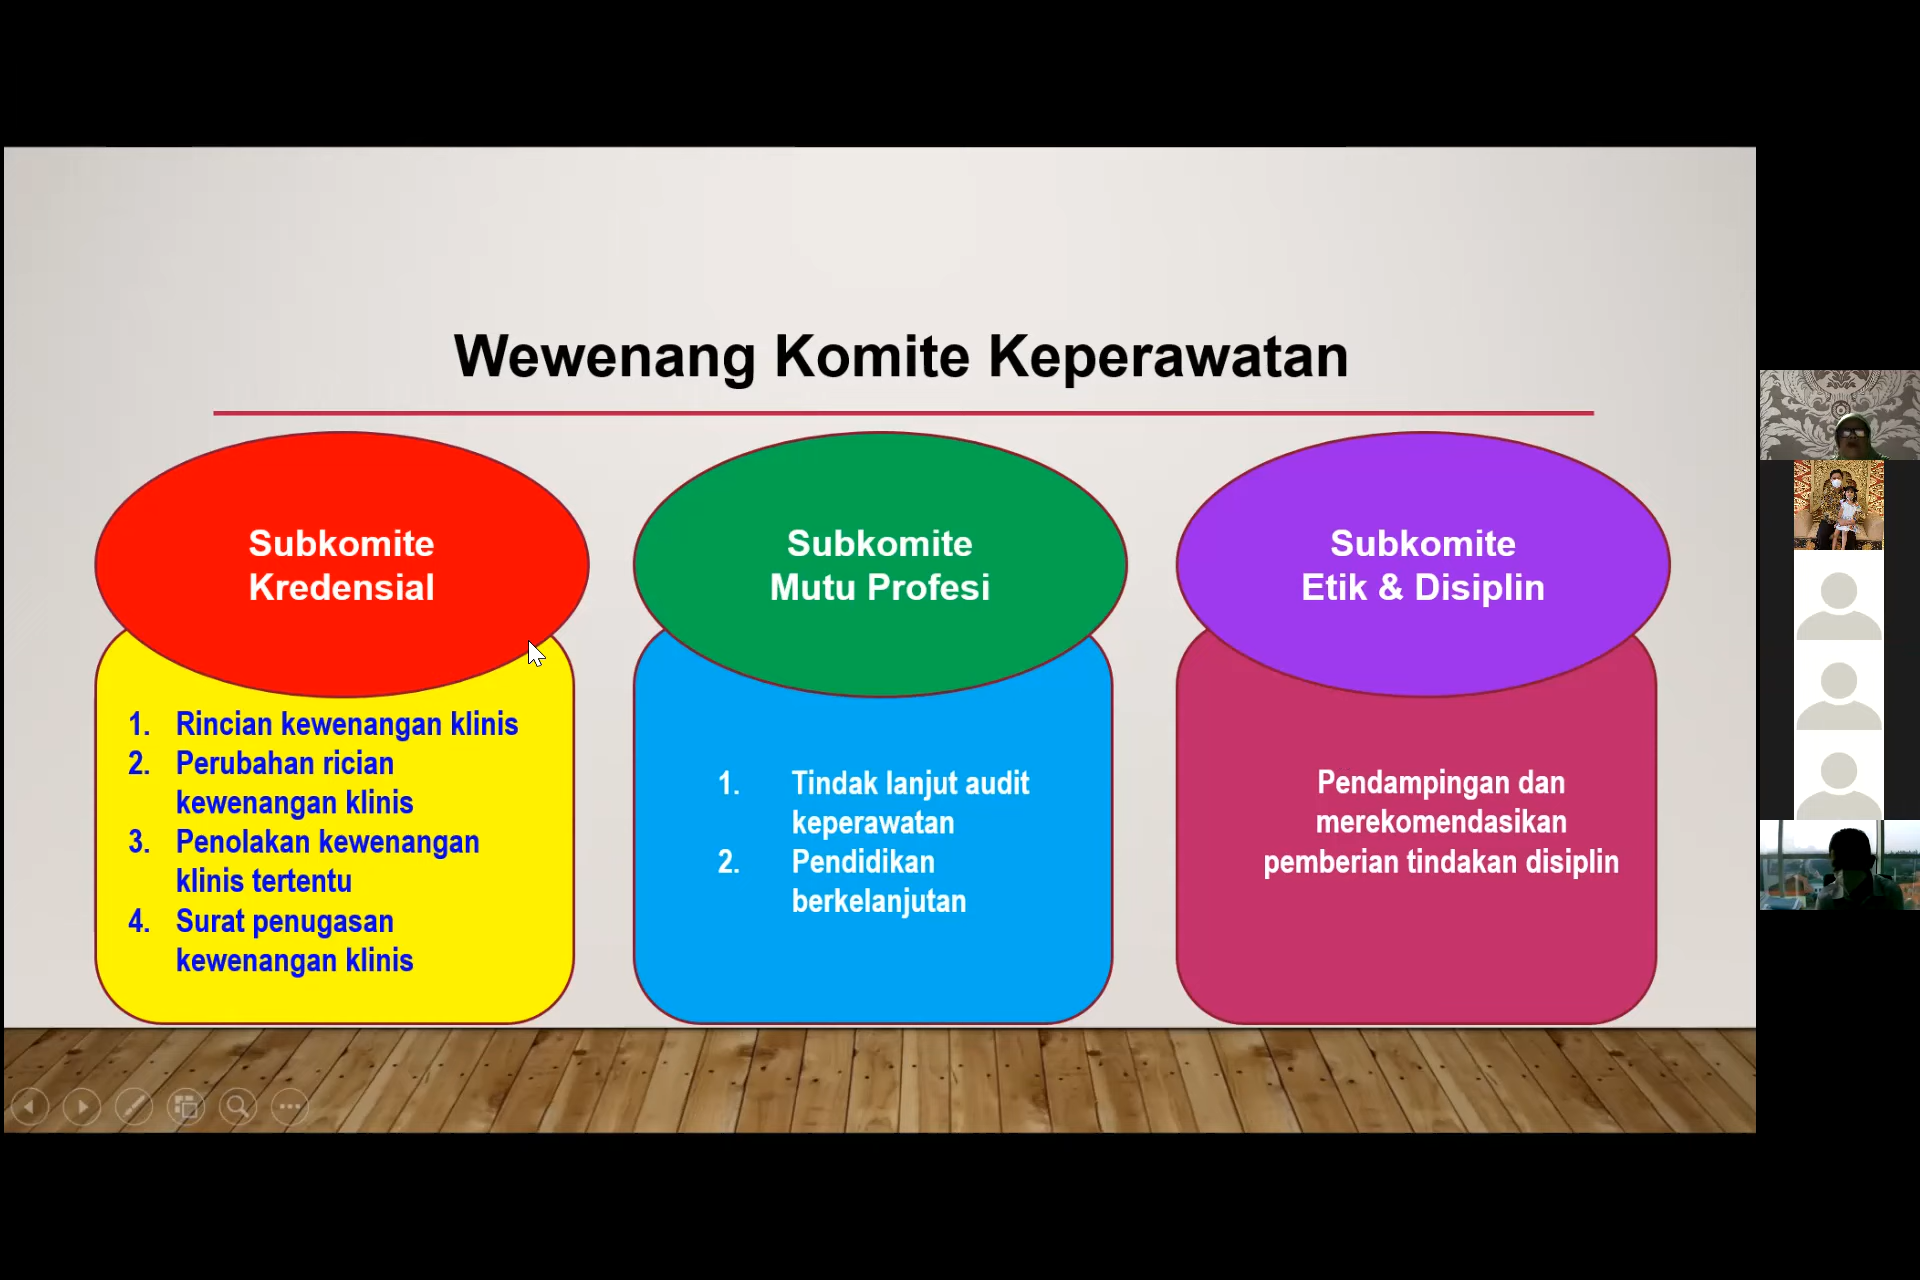 Wewenang Komite Keperawatan
Subkomite
Kredensial
1. Rincian kewenangan klinis
2. Perubahan rician
kewenangan klinis
3. Penolakan kewenangan
klinis tertentu
4. Surat penugasan
kewenangan klinis
Subkomite
Mutu Profesi
1. Tindak lanjut audit
keperawatan
2. Pendidikan
berkelanjutan
Subkomite
Etik & Disiplin
Pendampingan dan
merekomendasikan
pemberian tindakan disiplin